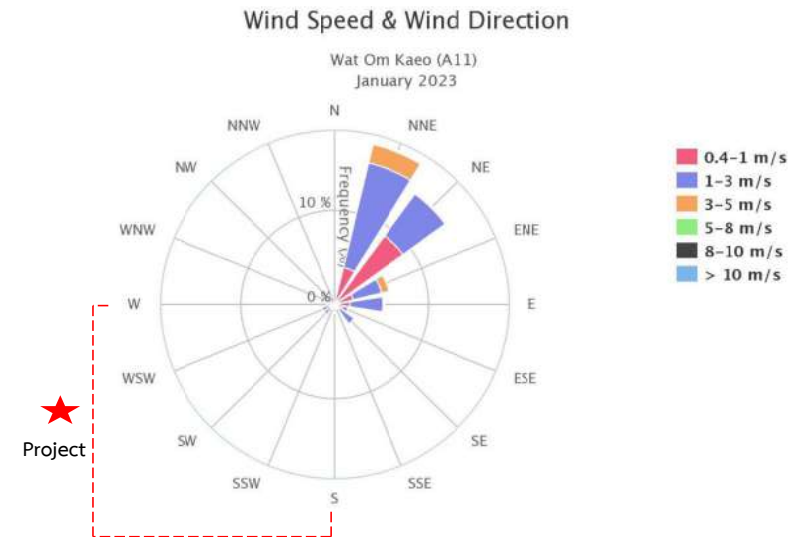 Wind Speed & Wind Direction
Wat Om Kaeo (A11)
January 2023
N
NNE
NE
ENE
E
ESE
SE
SSE
S
SSW
SW
WSW
W
WNW
NW
NNW
Frequency (%)
10 %
0 %
0.4-1 m/s
1-3 m/s
3-5 m/s
5-8 m/s
8-10 m/s
> 10 m/s
Project